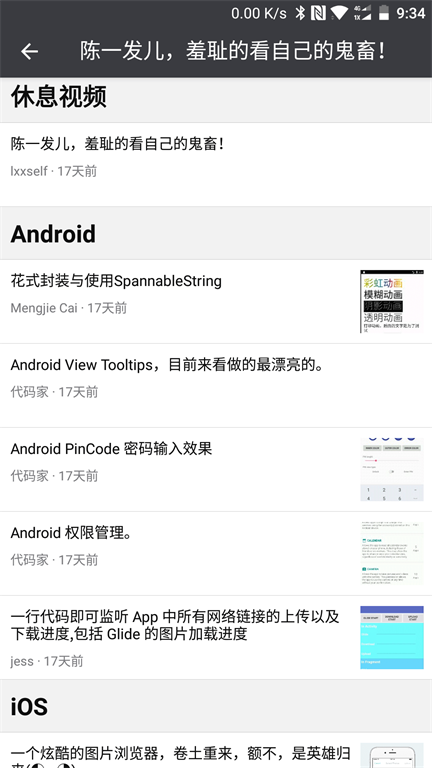 0.00 K/s 4G 1X 9:34
陈一发儿，羞耻的看自己的鬼畜！
休息视频
陈一发儿，羞耻的看自己的鬼畜！
lxxself · 17天前
Android
花式封装与使用SpannableString
Mengjie Cai · 17天前
彩虹动画
模糊动画
阴影动画
透明动画
Android View Tooltips，目前来看做的最漂亮的。
代码家 · 17天前
Android PinCode 密码输入效果
代码家 · 17天前
1 2 3
4 5 6
Android 权限管理。
代码家 · 17天前
CALENDAR
一行代码即可监听 App 中所有网络链接的上传以及
下载进度,包括 Glide 的图片加载进度
jess · 17天前
iOS
一个炫酷的图片浏览器，卷土重来，额不，是英雄归